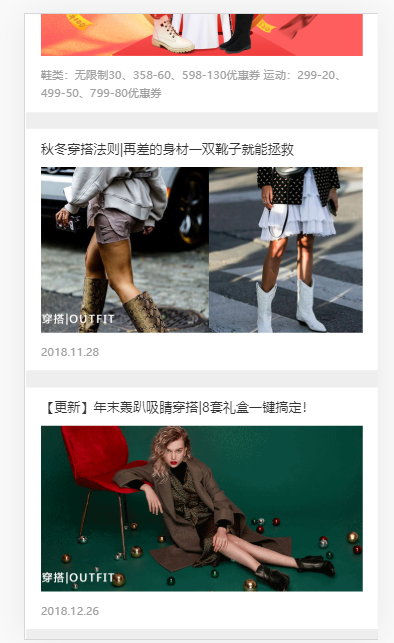 鞋类：无限制30、358-60、598-130优惠券 运动：299-20、
499-50、799-80优惠券
秋冬穿搭法则|再差的身材一双靴子就能拯救
穿搭|OUTFIT
2018.11.28
【更新】年末轰趴吸睛穿搭|8套礼盒一键搞定！
穿搭|OUTFIT
2018.12.26